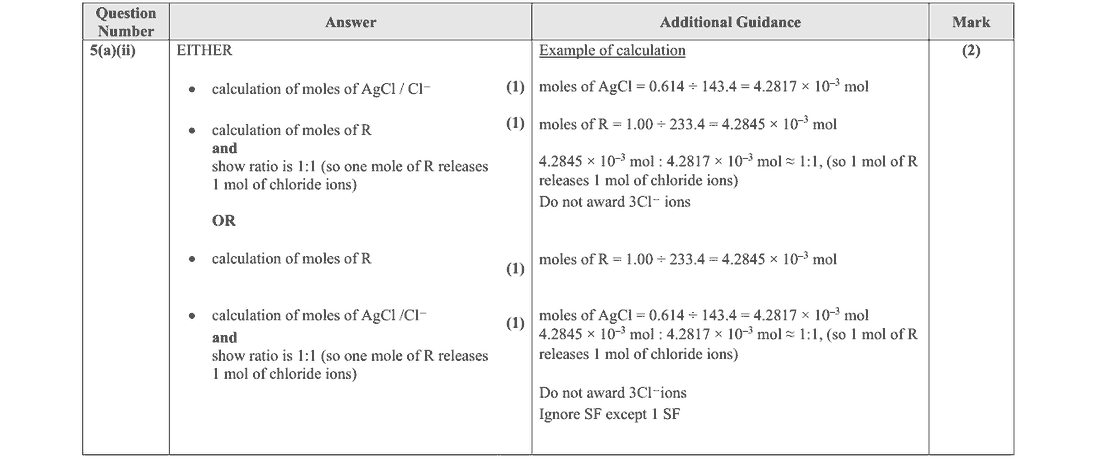 Question Number
Answer
Additional Guidance
Mark
5(a)(ii)
EITHER
• calculation of moles of AgCl / Cl⁻ (1)
• calculation of moles of R (1)
and
show ratio is 1:1 (so one mole of R releases
1 mol of chloride ions)
OR
• calculation of moles of R (1)
• calculation of moles of AgCl /Cl⁻ (1)
and
show ratio is 1:1 (so one mole of R releases
1 mol of chloride ions)
Example of calculation
moles of AgCl = 0.614 ÷ 143.4 = 4.2817 × 10⁻³ mol
moles of R = 1.00 ÷ 233.4 = 4.2845 × 10⁻³ mol
4.2845 × 10⁻³ mol : 4.2817 × 10⁻³ mol ≈ 1:1, (so 1 mol of R
releases 1 mol of chloride ions)
Do not award 3Cl⁻ ions
moles of R = 1.00 ÷ 233.4 = 4.2845 × 10⁻³ mol
moles of AgCl = 0.614 ÷ 143.4 = 4.2817 × 10⁻³ mol
4.2845 × 10⁻³ mol : 4.2817 × 10⁻³ mol ≈ 1:1, (so 1 mol of R
releases 1 mol of chloride ions)
Do not award 3Cl⁻ions
Ignore SF except 1 SF
(2)